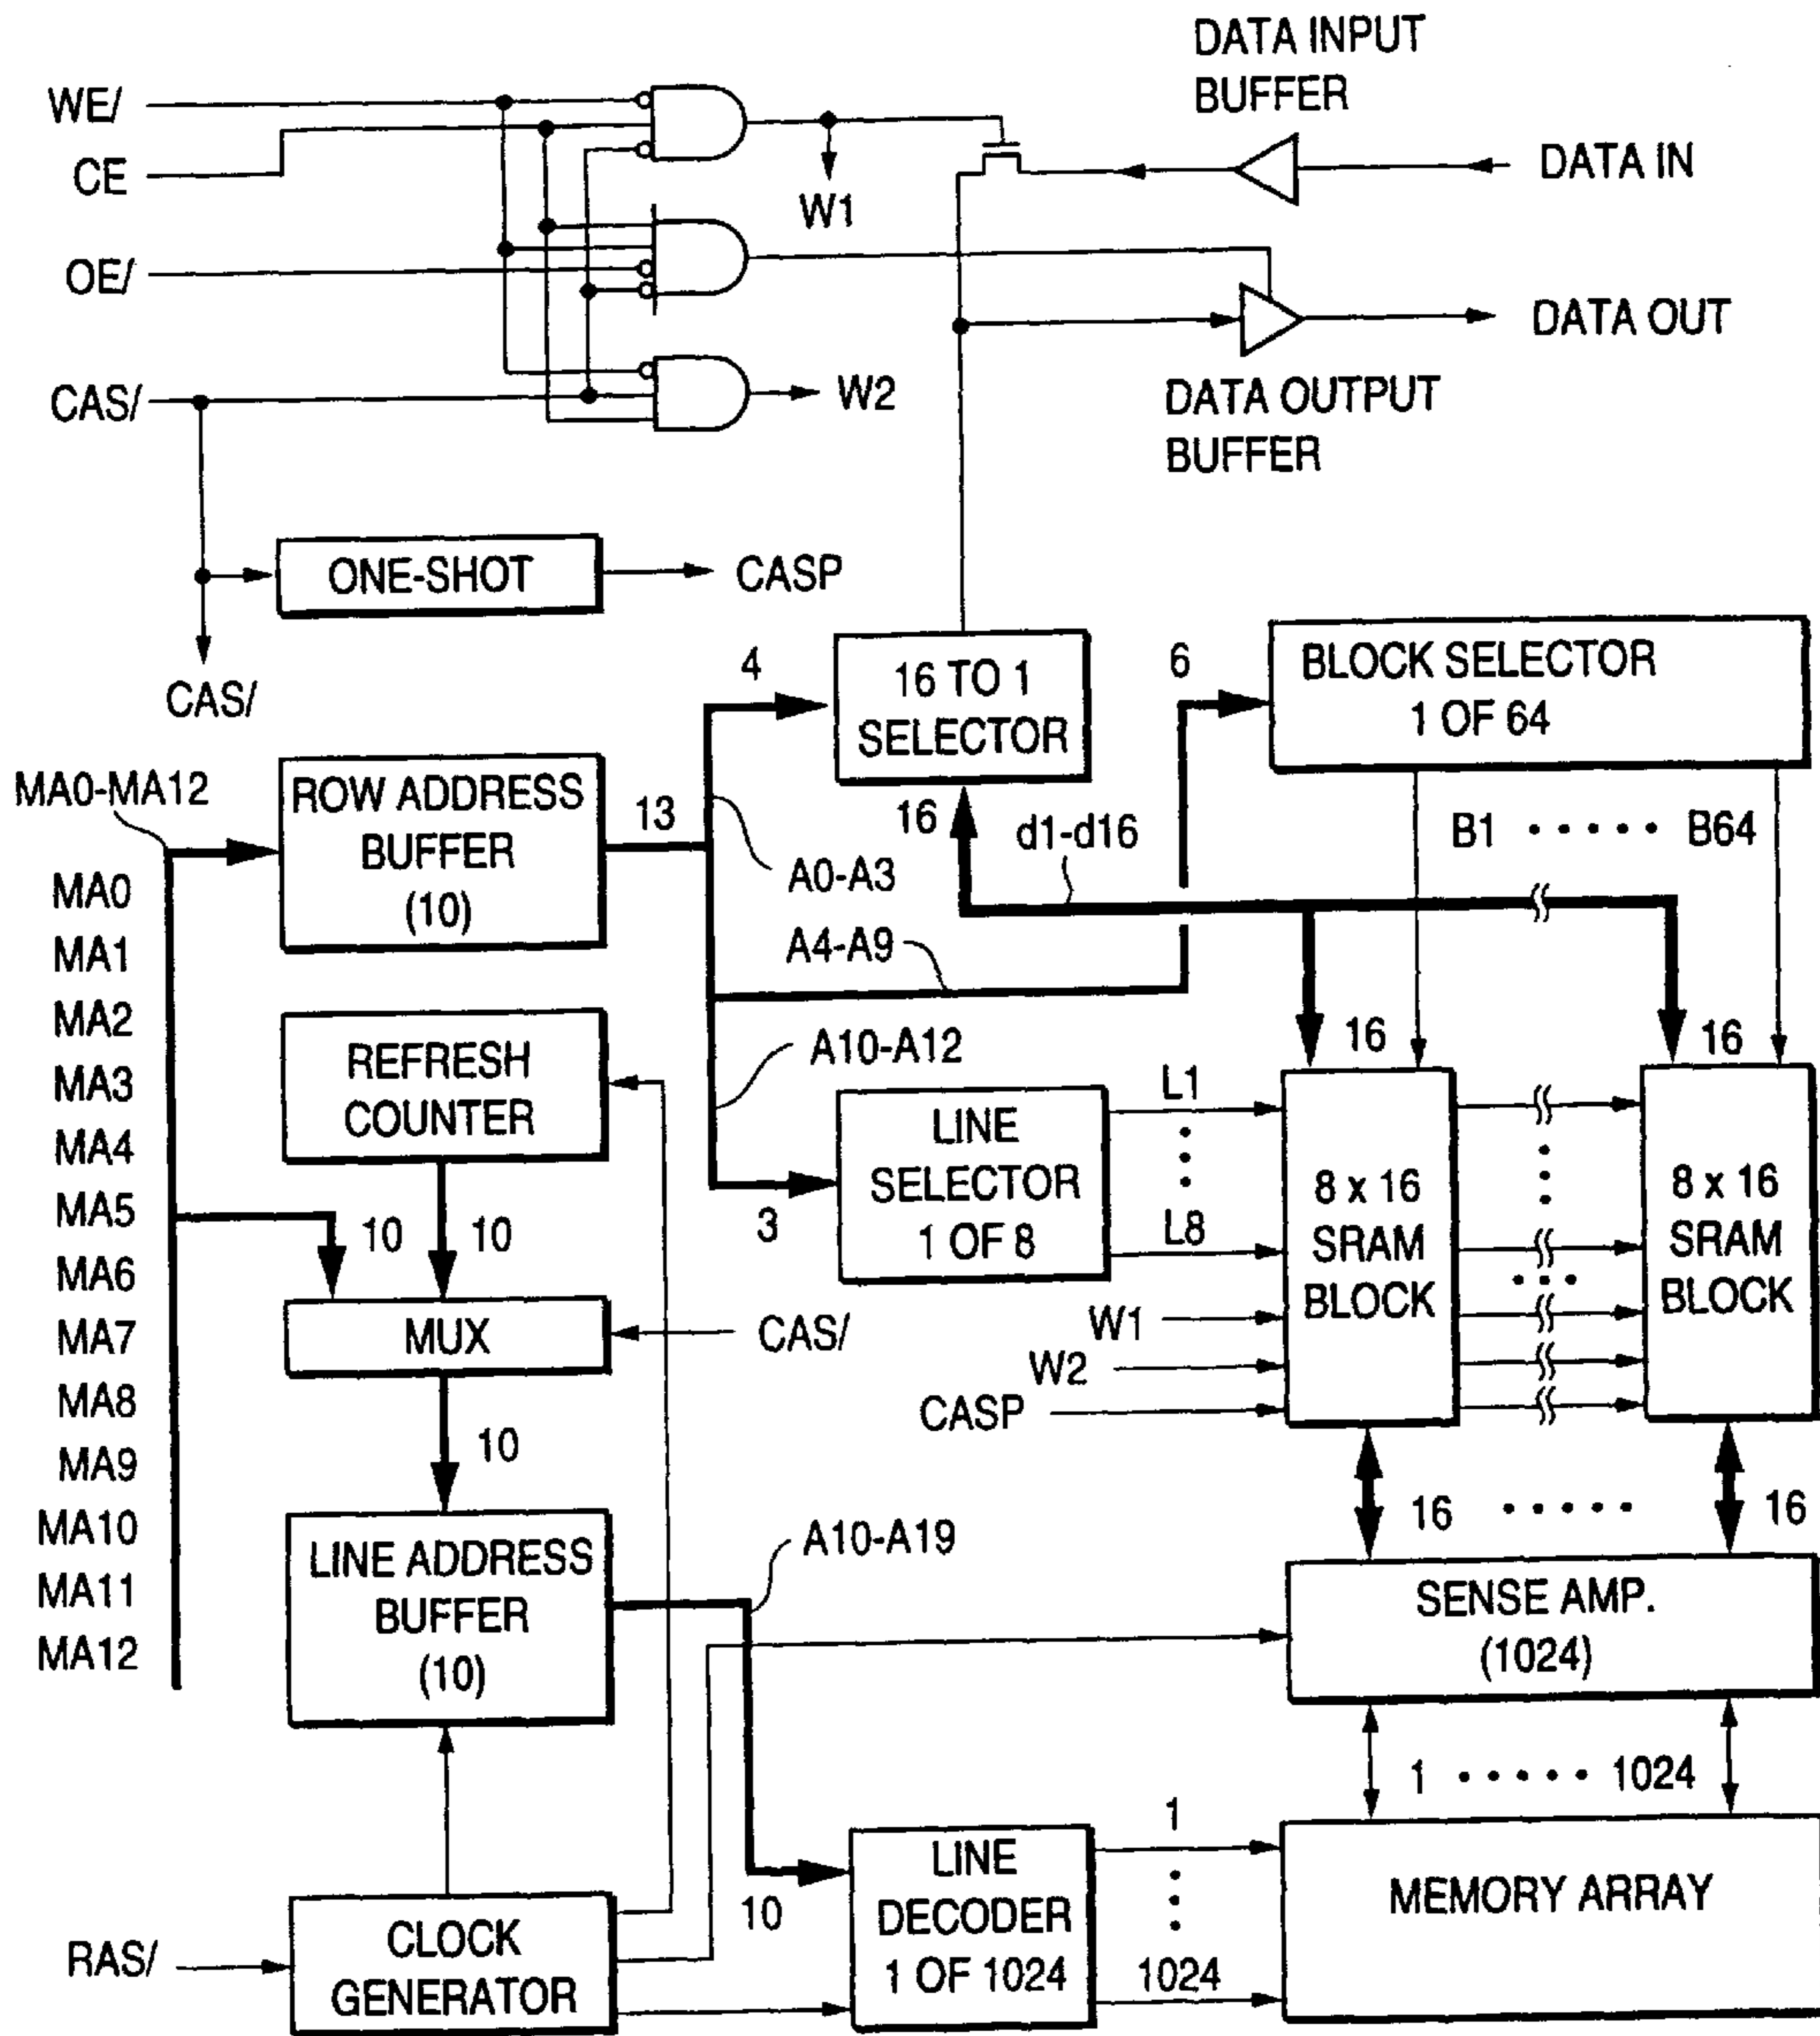 DATA INPUT
BUFFER
WE/
CE
DATA IN
W1
OE/
DATA OUT
CAS/
W2
DATA OUTPUT
BUFFER
ONE-SHOT
CASP
CAS/
4
16 TO 1
SELECTOR
6
BLOCK SELECTOR
1 OF 64
MA0-MA12
ROW ADDRESS
BUFFER
(10)
13
16
d1-d16
B1 • • • • • B64
A0-A3
A4-A9
MA0
MA1
MA2
MA3
MA4
MA5
MA6
MA7
MA8
MA9
MA10
MA11
MA12
REFRESH
COUNTER
A10-A12
16
16
LINE
SELECTOR
1 OF 8
3
L1
L8
8 x 16
SRAM
BLOCK
8 x 16
SRAM
BLOCK
10
10
MUX
CAS/
W1
W2
CASP
10
16 • • • • • 16
LINE ADDRESS
BUFFER
(10)
A10-A19
SENSE AMP.
(1024)
1 • • • • • 1024
10
LINE
DECODER
1 OF 1024
1
1024
MEMORY ARRAY
RAS/
CLOCK
GENERATOR